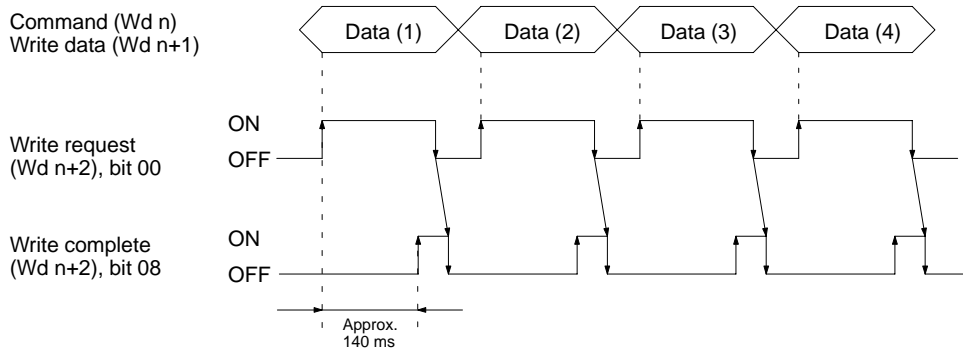 Command (Wd n)
Write data (Wd n+1)
Data (1) Data (2) Data (3) Data (4)
Write request
(Wd n+2), bit 00
ON
OFF
Write complete
(Wd n+2), bit 08
ON
OFF
Approx.
140 ms